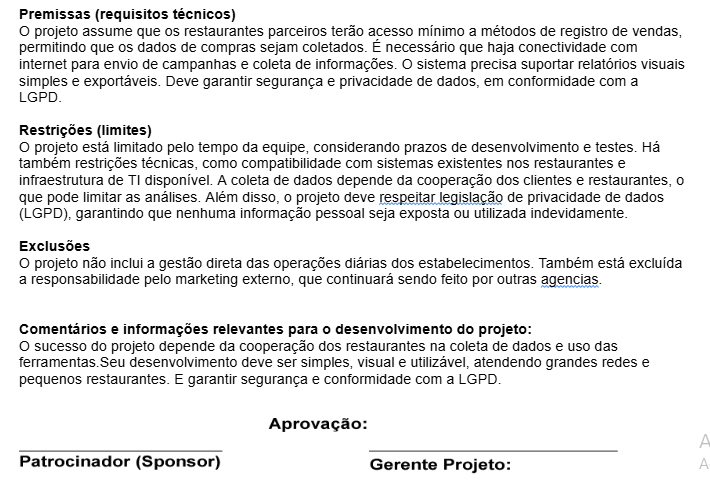 Premissas (requisitos técnicos)
O projeto assume que os restaurantes parceiros terão acesso mínimo a métodos de registro de vendas,
permitindo que os dados de compras sejam coletados. É necessário que haja conectividade com
internet para envio de campanhas e coleta de informações. O sistema precisa suportar relatórios visuais
simples e exportáveis. Deve garantir segurança e privacidade de dados, em conformidade com a
LGPD.
Restrições (limites)
O projeto está limitado pelo tempo da equipe, considerando prazos de desenvolvimento e testes. Há
também restrições técnicas, como compatibilidade com sistemas existentes nos restaurantes e
infraestrutura de TI disponível. A coleta de dados depende da cooperação dos clientes e restaurantes, o
que pode limitar as análises. Além disso, o projeto deve respeitar legislação de privacidade de dados
(LGPD), garantindo que nenhuma informação pessoal seja exposta ou utilizada indevidamente.
Exclusões
O projeto não inclui a gestão direta das operações diárias dos estabelecimentos. Também está excluída
a responsabilidade pelo marketing externo, que continuará sendo feito por outras agencias.
Comentários e informações relevantes para o desenvolvimento do projeto:
O sucesso do projeto depende da cooperação dos restaurantes na coleta de dados e uso das
ferramentas.Seu desenvolvimento deve ser simples, visual e utilizável, atendendo grandes redes e
pequenos restaurantes. E garantir segurança e conformidade com a LGPD.
Aprovação:
Patrocinador (Sponsor)
Gerente Projeto:
A
A